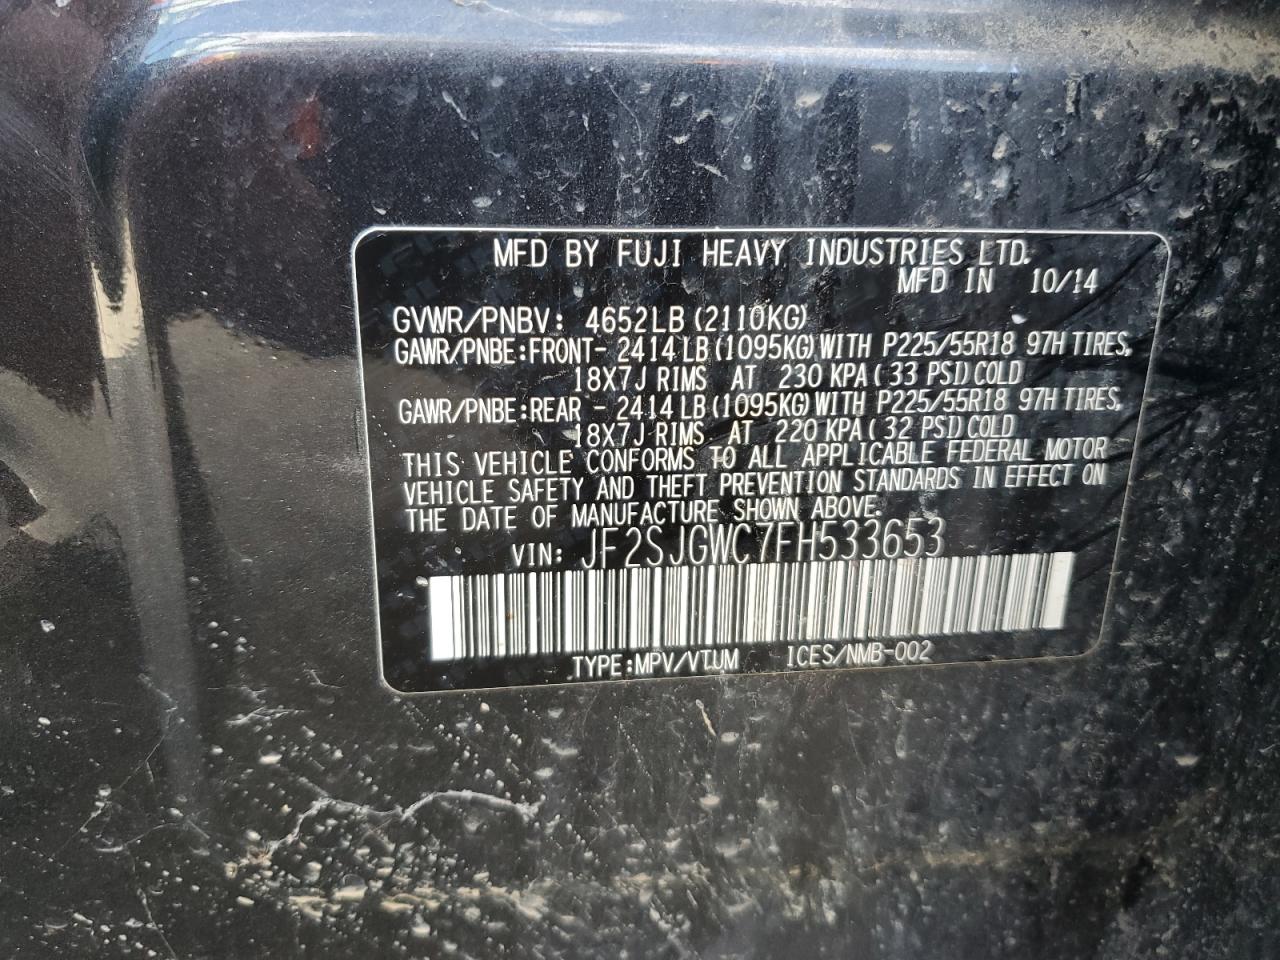 MFD BY FUJI HEAVY INDUSTRIES LTD.
MFD IN 10/14
GVWR/PNBV: 4652LB (2110KG)
GAWR/PNBE:FRONT- 2414LB (1095KG) WITH P225/55R18 97H TIRES,
18X7J RIMS AT 230 KPA (33 PSI) COLD
GAWR/PNBE:REAR - 2414LB (1095KG) WITH P225/55R18 97H TIRES,
18X7J RIMS AT 220 KPA (32 PSI) COLD
THIS VEHICLE CONFORMS TO ALL APPLICABLE FEDERAL MOTOR
VEHICLE SAFETY AND THEFT PREVENTION STANDARDS IN EFFECT ON
THE DATE OF MANUFACTURE SHOWN ABOVE.
VIN: JF2SJGWC7FH533653
TYPE:MPV/VTUM ICES/NMB-002